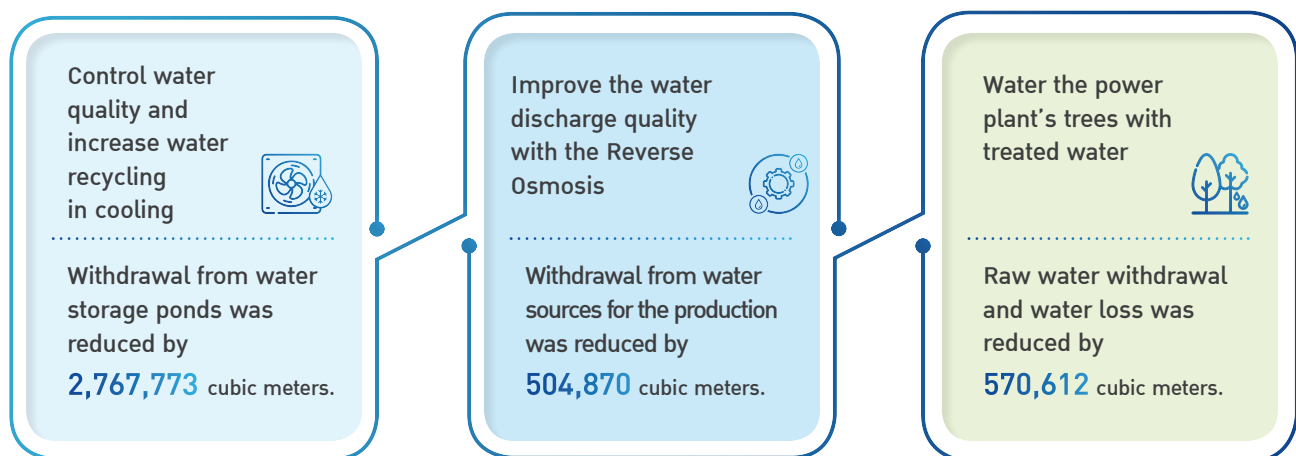 Control water
quality and
increase water
recycling
in cooling
Withdrawal from water
storage ponds was
reduced by
2,767,773 cubic meters.
Improve the water
discharge quality
with the Reverse
Osmosis
Withdrawal from water
sources for the production
was reduced by
504,870 cubic meters.
Water the power
plant’s trees with
treated water
Raw water withdrawal
and water loss was
reduced by
570,612 cubic meters.